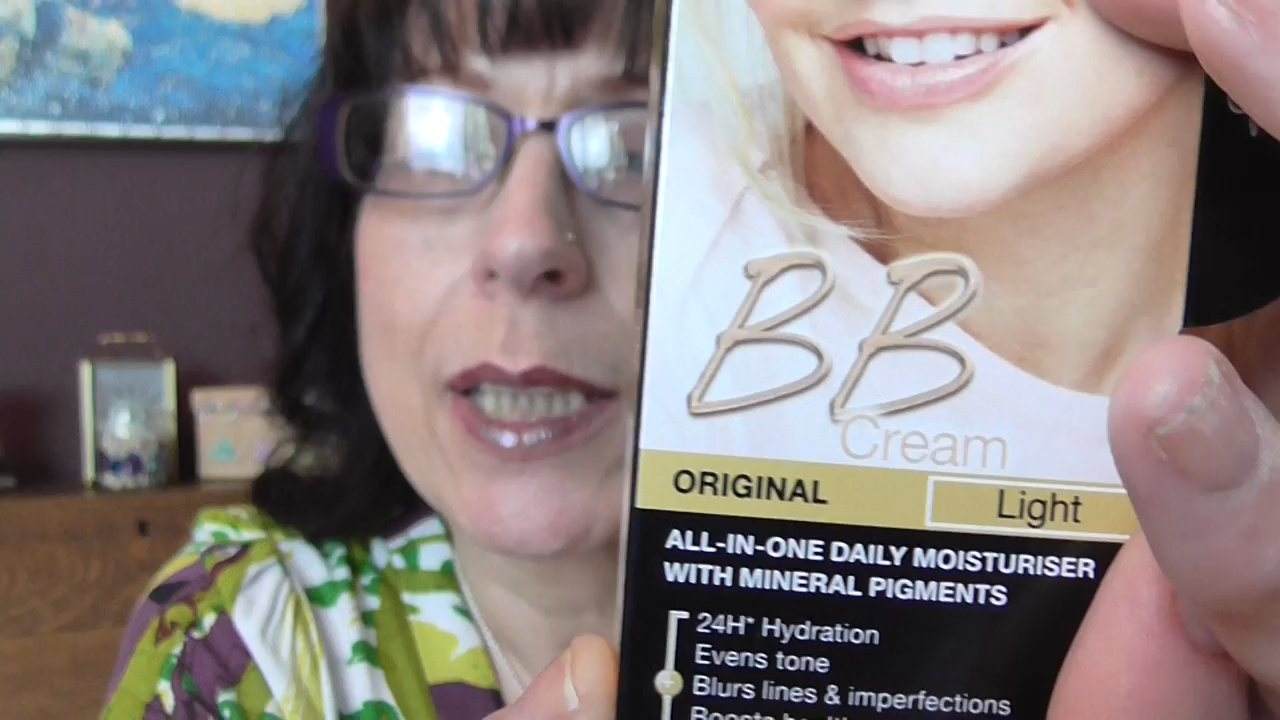 BB
Cream
ORIGINAL
Light
ALL-IN-ONE DAILY MOISTURISER
WITH MINERAL PIGMENTS
24H* Hydration
Evens tone
Blurs lines & imperfections
Boosts